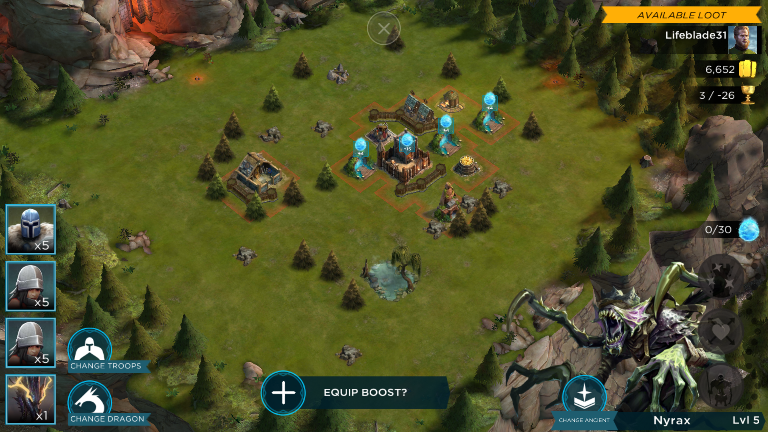 AVAILABLE LOOT
Lifeblade31
6,652
3 / -26
0/30
x5
x5
x5
x1
CHANGE TROOPS
CHANGE DRAGON
EQUIP BOOST?
CHANGE ANCIENT
Nyrax
Lvl 5